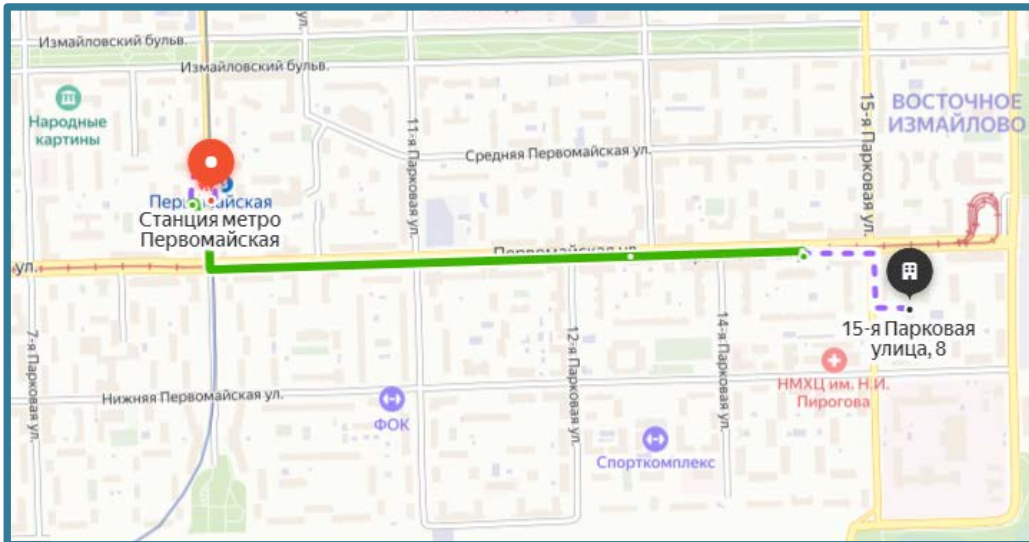 Измайловский бульв.
Измайловский бульв.
ул.
Народные
картины
11-я Парковая ул.
Средняя Первомайская ул.
15-я Парковая ул.
ВОСТОЧНОЕ
ИЗМАЙЛОВО
Первомайская
Станция метро
Первомайская
ул.
Первомайская ул.
7-я Парковая ул.
12-я Парковая ул.
14-я Парковая ул.
15-я Парковая
улица, 8
НМХЦ им. Н.И.
Пирогова
Нижняя Первомайская ул.
ФОК
Спорткомплекс